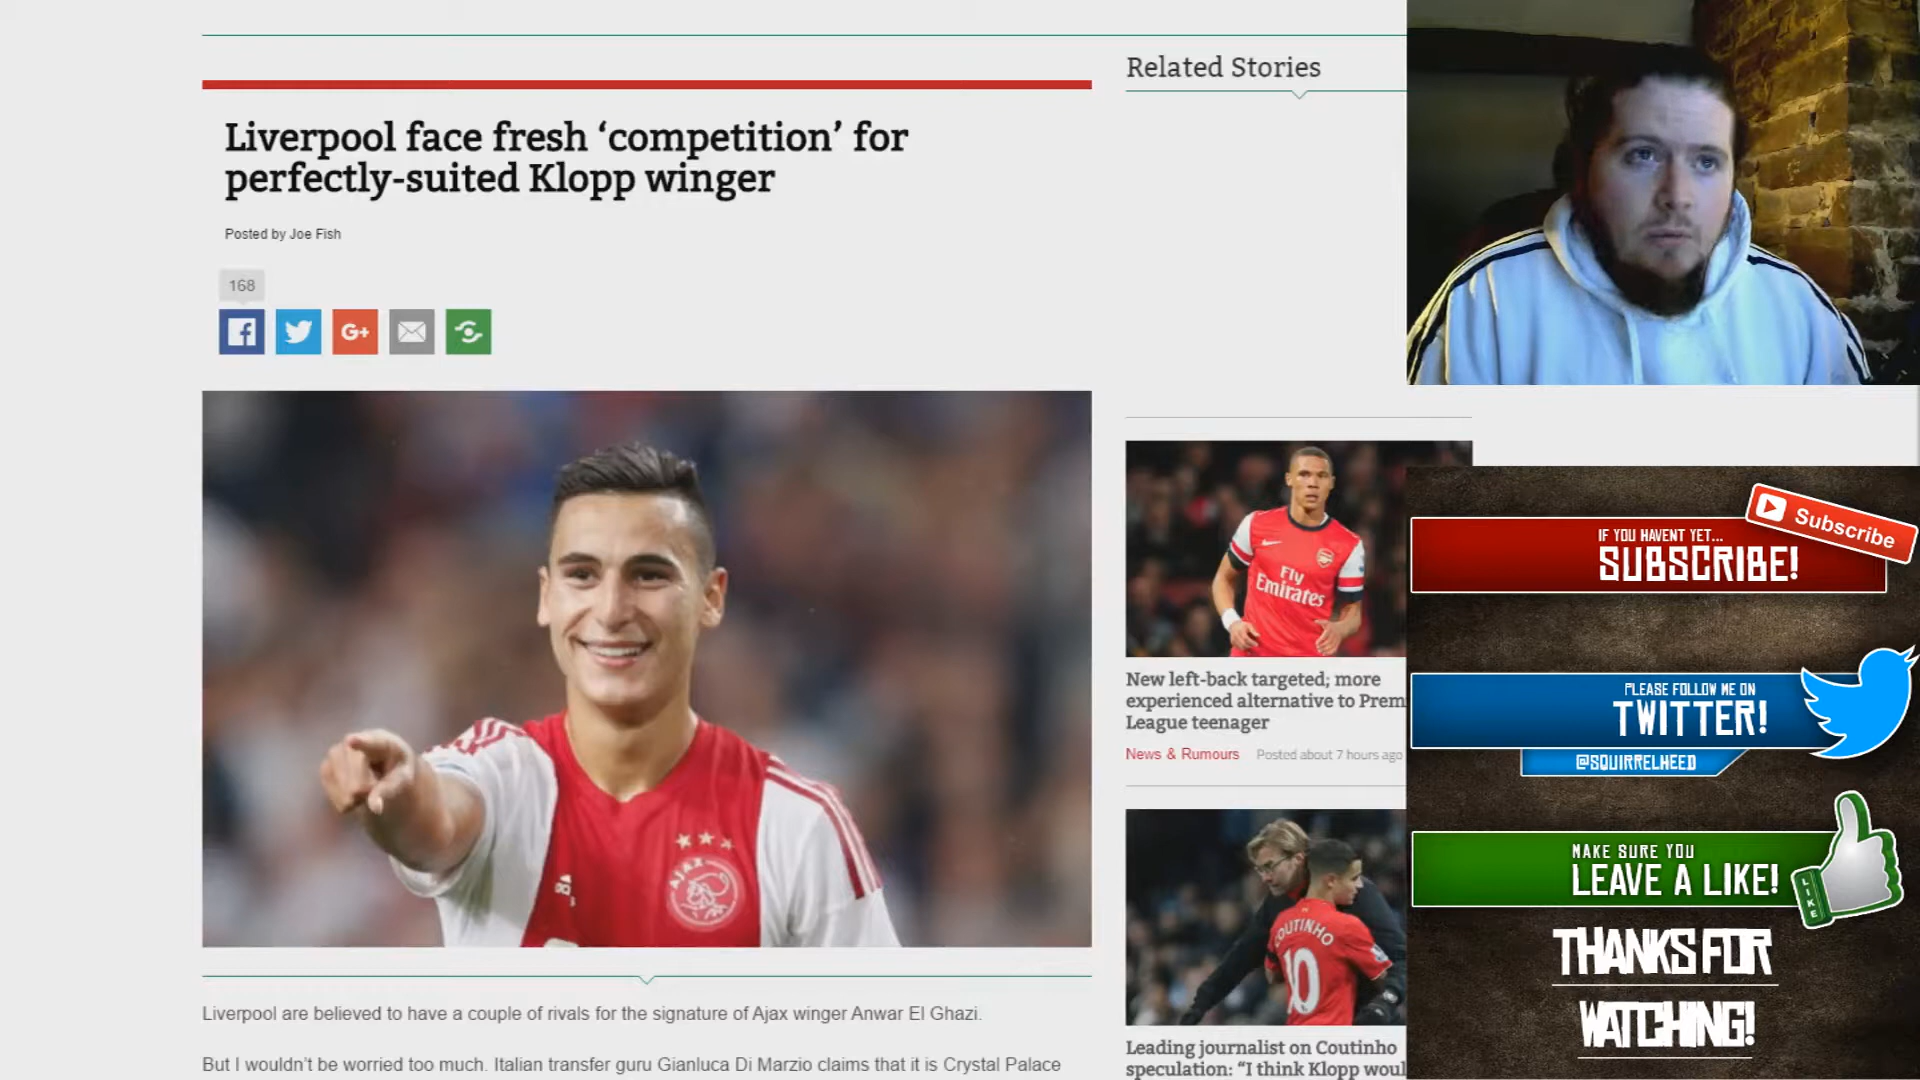 Related Stories
Liverpool face fresh ‘competition’ for
perfectly-suited Klopp winger
Posted by Joe Fish
168
G+
AJAX
Liverpool are believed to have a couple of rivals for the signature of Ajax winger Anwar El Ghazi.
But I wouldn’t be worried too much. Italian transfer guru Gianluca Di Marzio claims that it is Crystal Palace
Fly
Emirates
New left-back targeted; more
experienced alternative to Prem
League teenager
News & Rumours Posted about 7 hours ago
COUTINHO
10
Leading journalist on Coutinho
speculation: “I think Klopp woul
Subscribe
IF YOU HAVENT YET...
SUBSCRIBE!
PLEASE FOLLOW ME ON
TWITTER!
@SQUIRRELHEED
MAKE SURE YOU
LEAVE A LIKE!
LIKE
THANKS FOR
WATCHING!